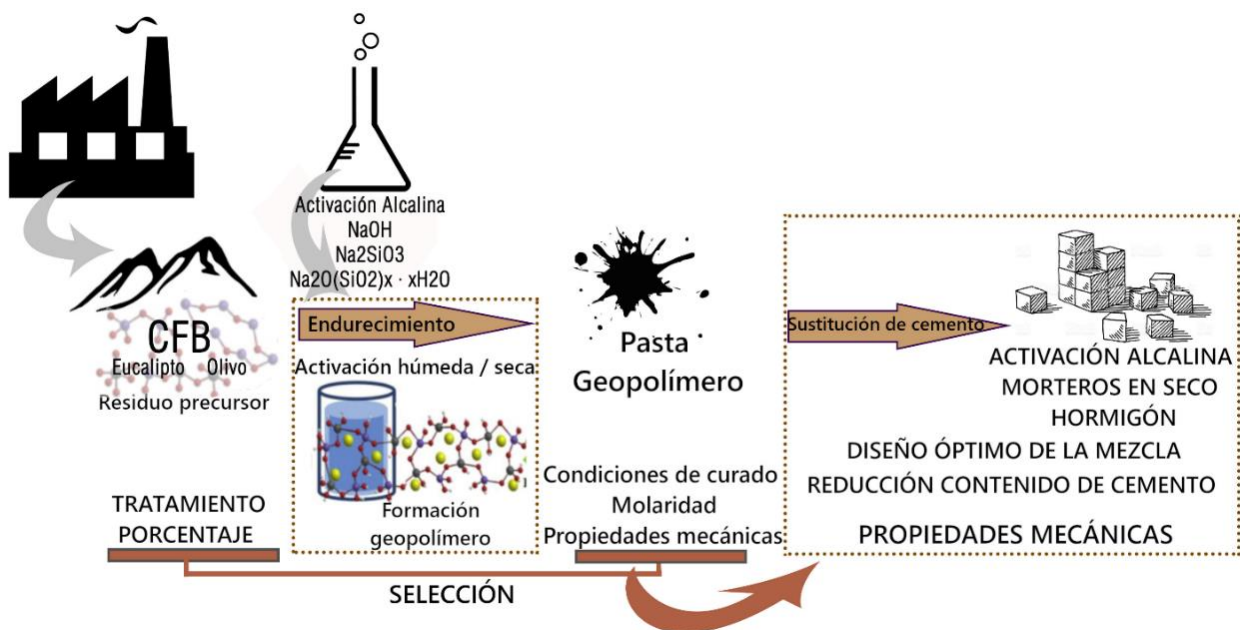 Activación Alcalina
NaOH
Na2SiO3
Na2O(SiO2)x · xH2O
CFB
Eucalipto Olivo
Residuo precursor
TRATAMIENTO
PORCENTAJE
Endurecimiento
Activación húmeda / seca
Formación
geopolímero
Pasta
Geopolímero
Condiciones de curado
Molaridad
Propiedades mecánicas
SELECCIÓN
Sustitución de cemento
ACTIVACIÓN ALCALINA
MORTEROS EN SECO
HORMIGÓN
DISEÑO ÓPTIMO DE LA MEZCLA
REDUCCIÓN CONTENIDO DE CEMENTO
PROPIEDADES MECÁNICAS